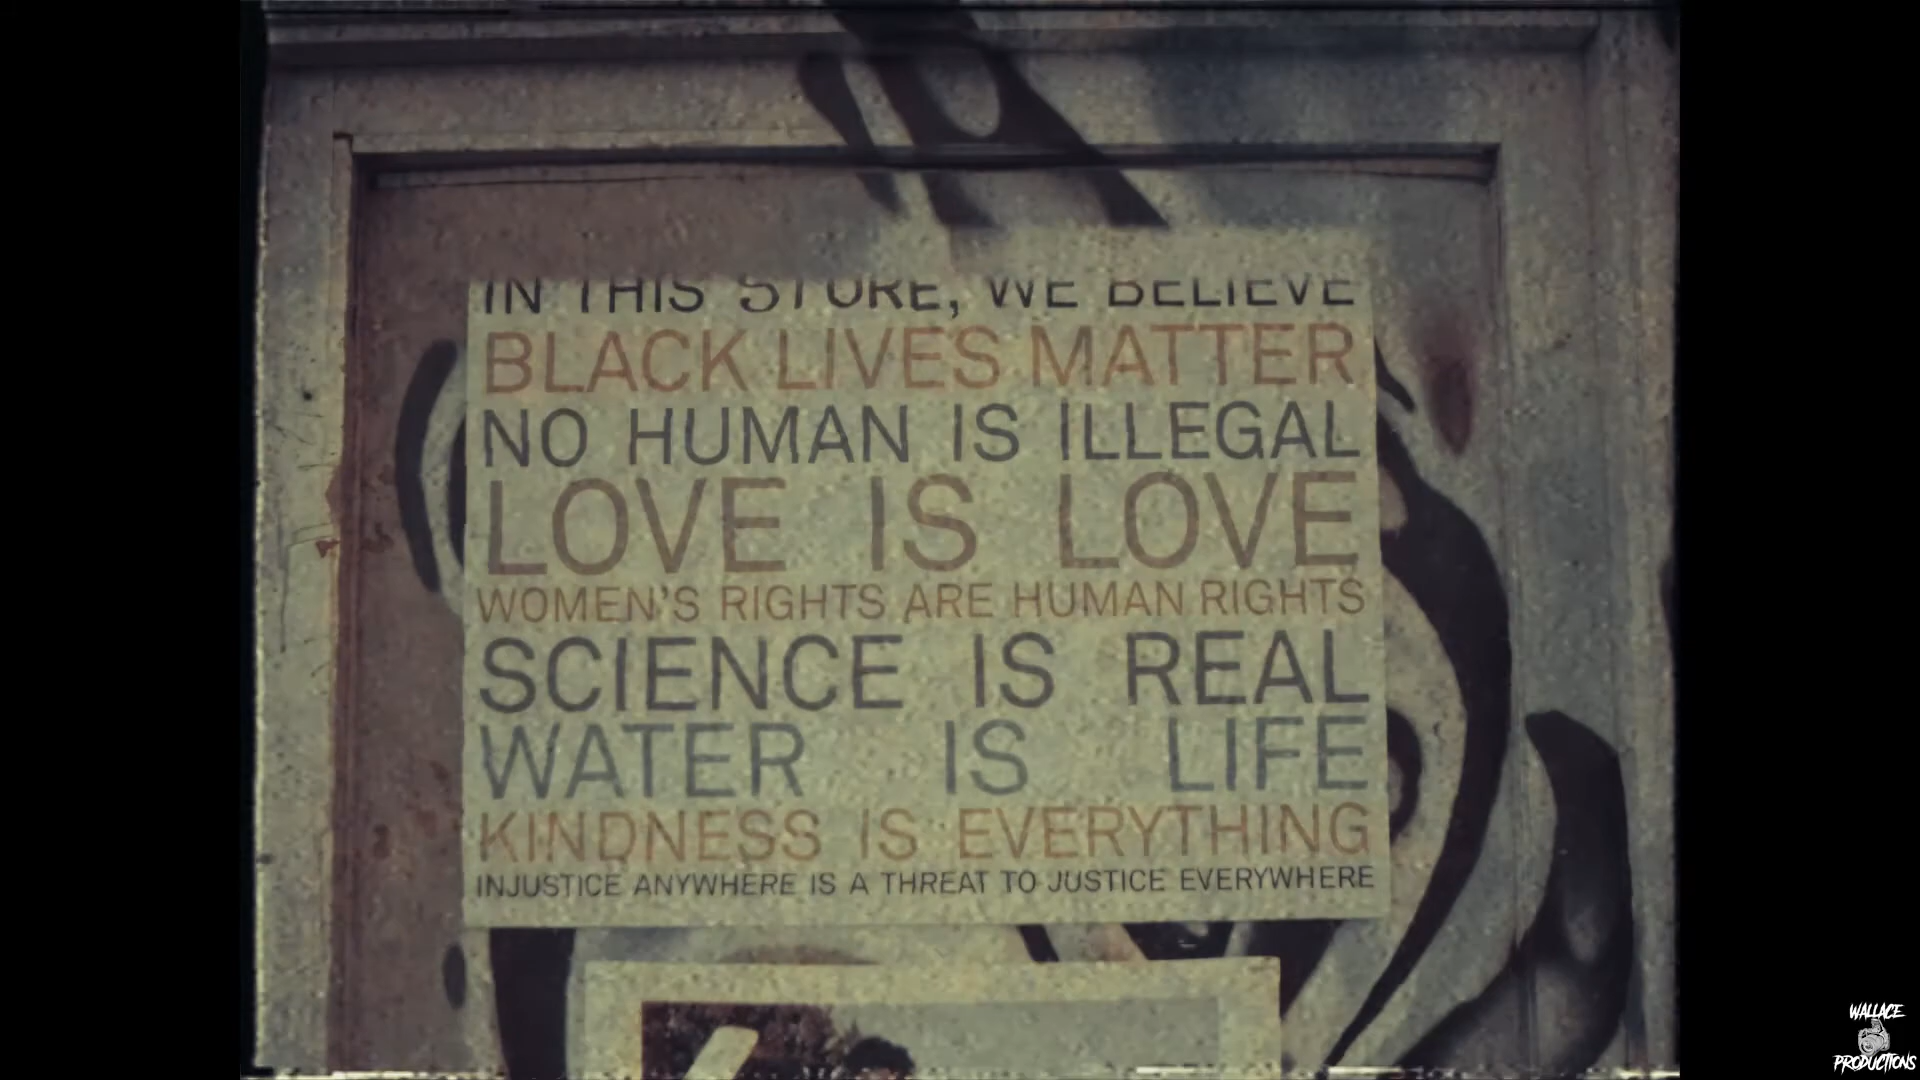 IN THIS STORE, WE BELIEVE
BLACK LIVES MATTER
NO HUMAN IS ILLEGAL
LOVE IS LOVE
WOMEN'S RIGHTS ARE HUMAN RIGHTS
SCIENCE IS REAL
WATER IS LIFE
KINDNESS IS EVERYTHING
INJUSTICE ANYWHERE IS A THREAT TO JUSTICE EVERYWHERE
WALLACE
PRODUCTIONS